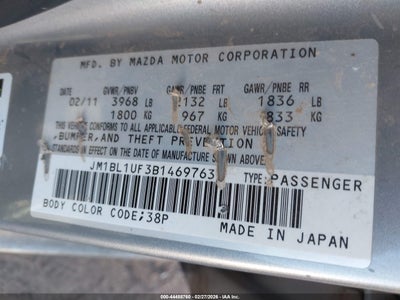 MFD. BY MAZDA MOTOR CORPORATION
GVWR/PNBV GAWR/PNBE FRT GAWR/PNBE RR
02/11 3968 LB 2132 LB 1836 LB
1800 KG 967 KG 833 KG
THIS VEHICLE CONFORMS TO ALL APPLICABLE FEDERAL MOTOR VEHICLE SAFETY
,BUMPER,AND THEFT PREVENTION
STANDARDS IN EFFECT ON THE DATE OF MANUFACTURE SHOWN ABOVE.
JM1BL1UF3B1469763 TYPE:PASSENGER
BODY COLOR CODE;38P
MADE IN JAPAN
000-44488760 - 02/27/2026 - IAA